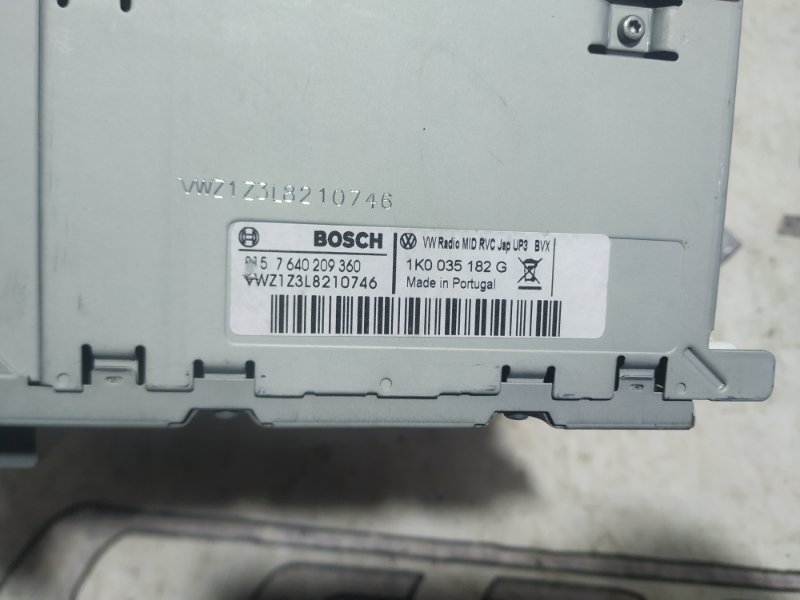 VWZ1Z3L8210746
BOSCH
VW Radio MID RVC Jap UP3 BVX
7 640 209 360
1K0 035 182 G
VWZ1Z3L8210746
Made in Portugal